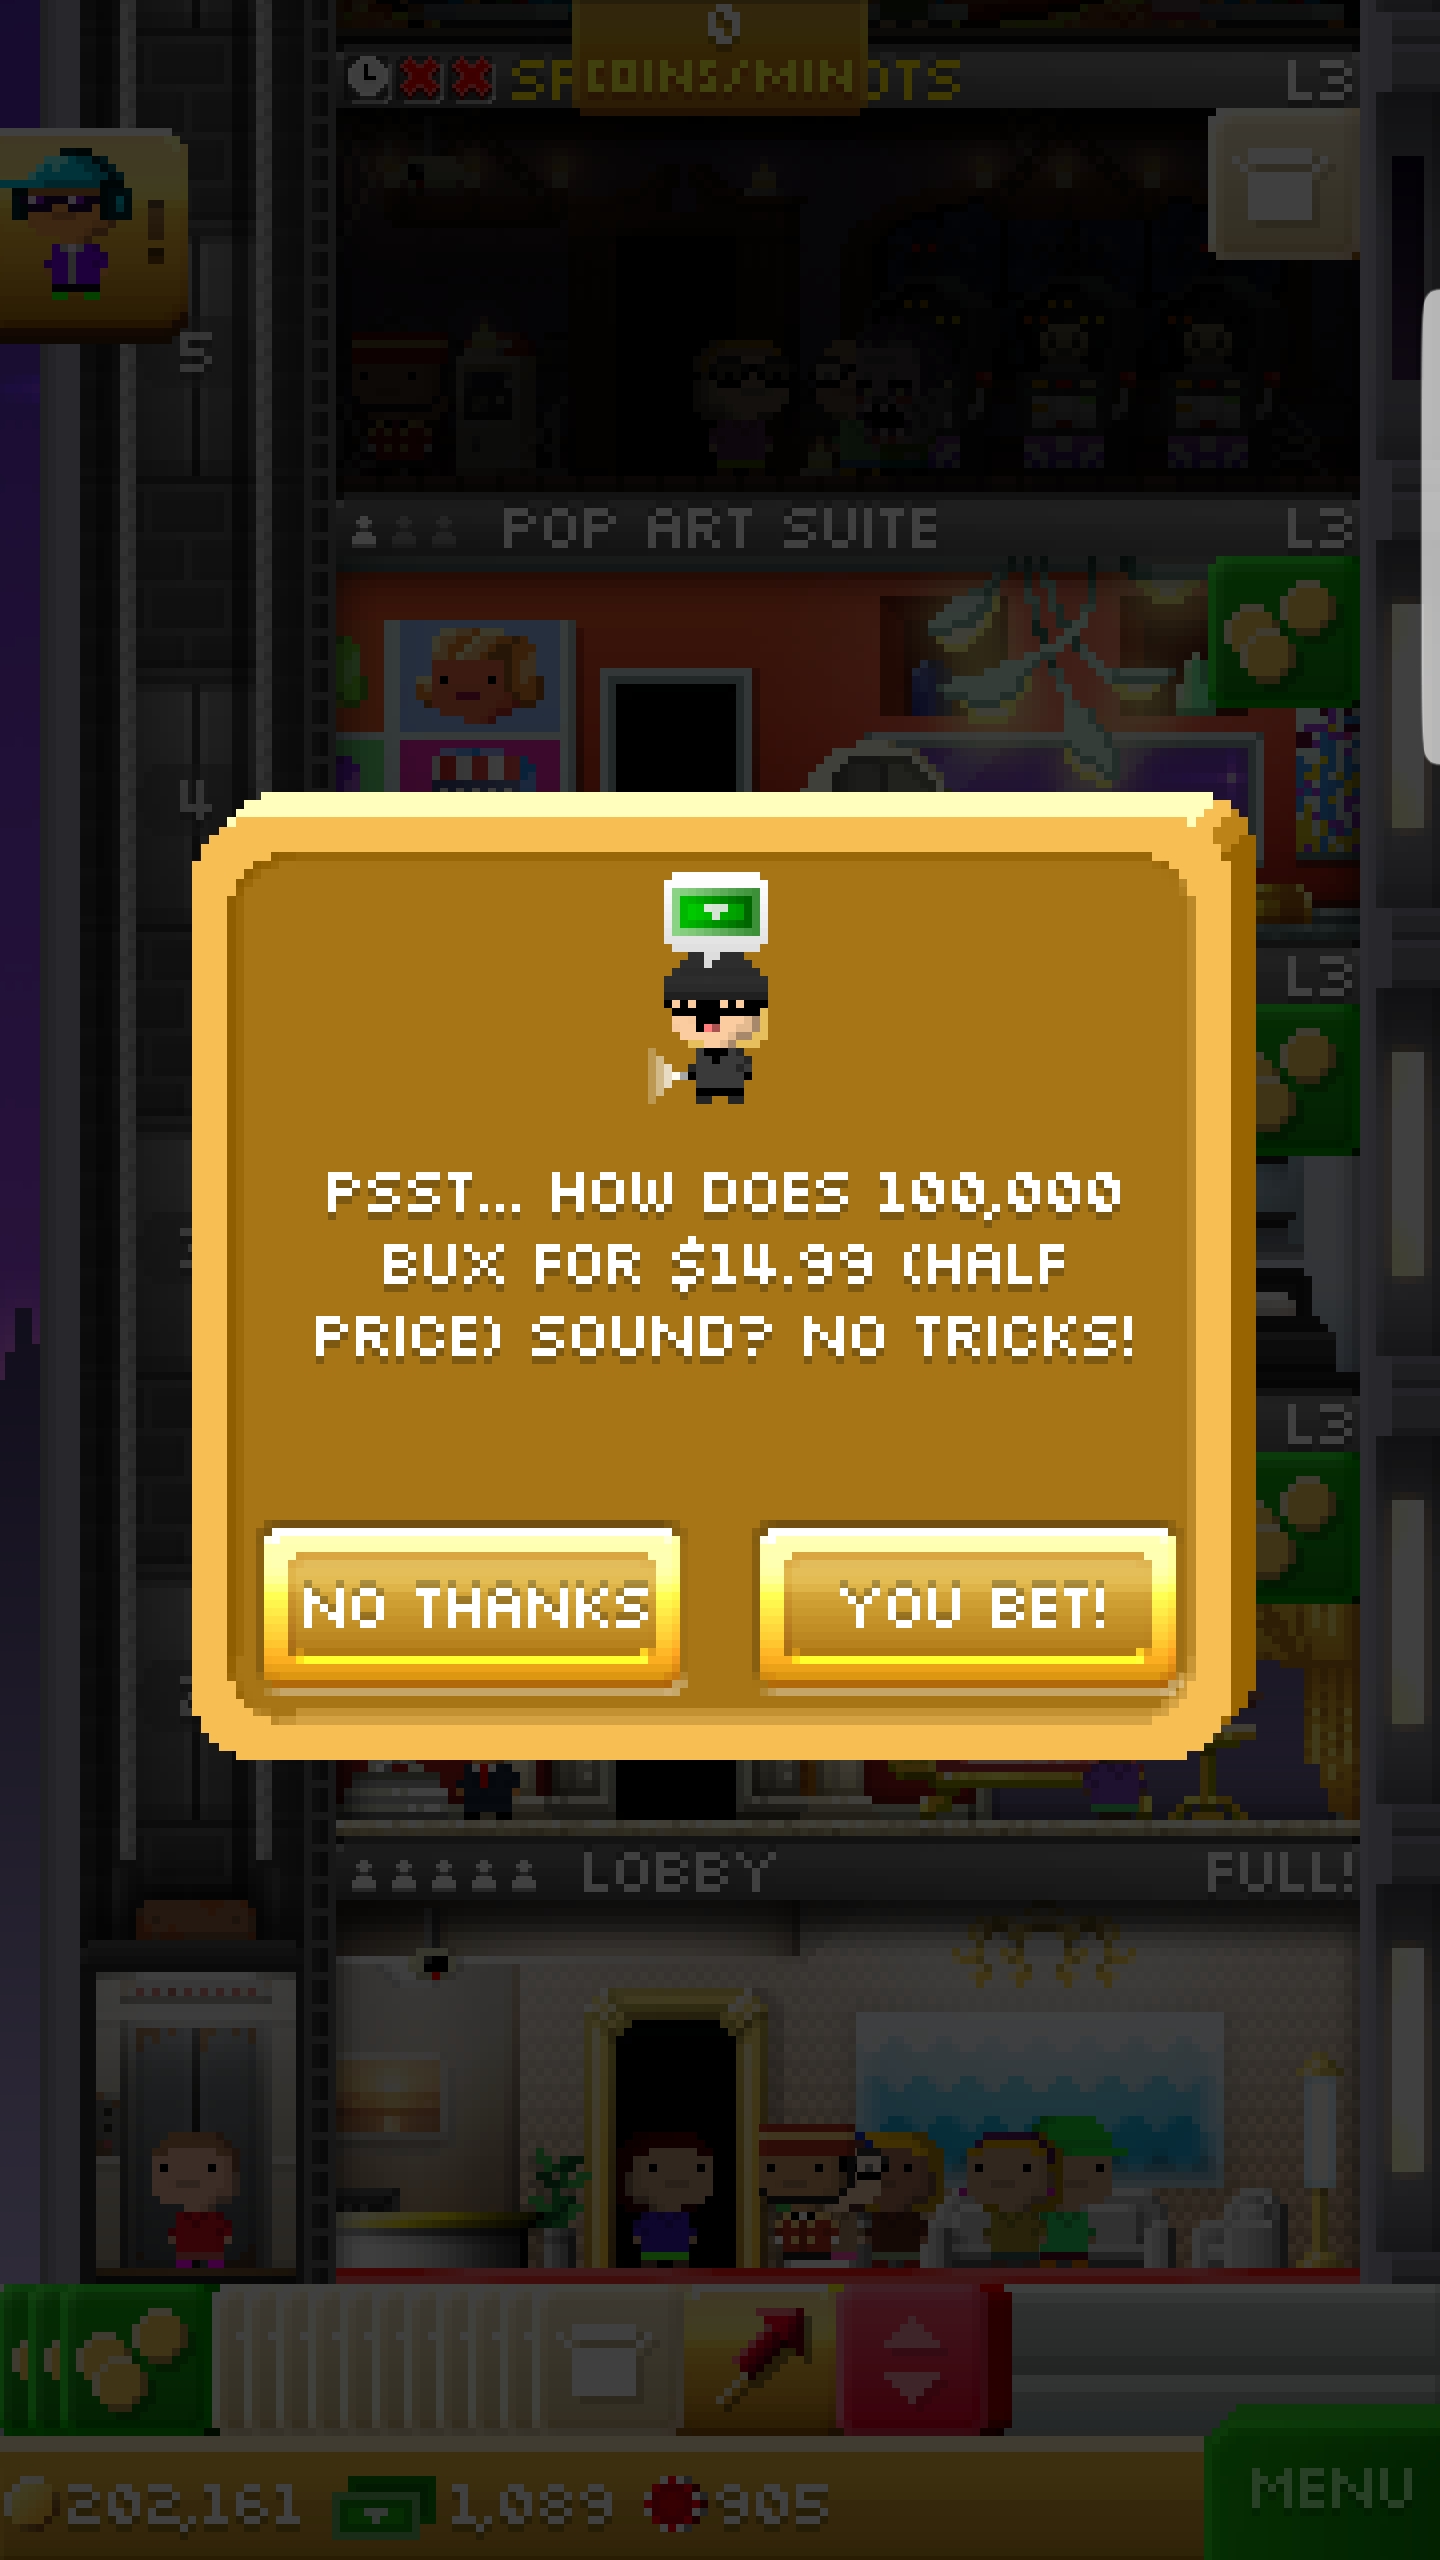 0
COINS/MIN
L3
5
POP ART SUITE
L3
4
L3
PSST... HOW DOES 100,000
BUX FOR $14.99 (HALF
PRICE) SOUND? NO TRICKS!
L3
NO THANKS
YOU BET!
LOBBY
FULL!
MENU
202,161
1,089
905